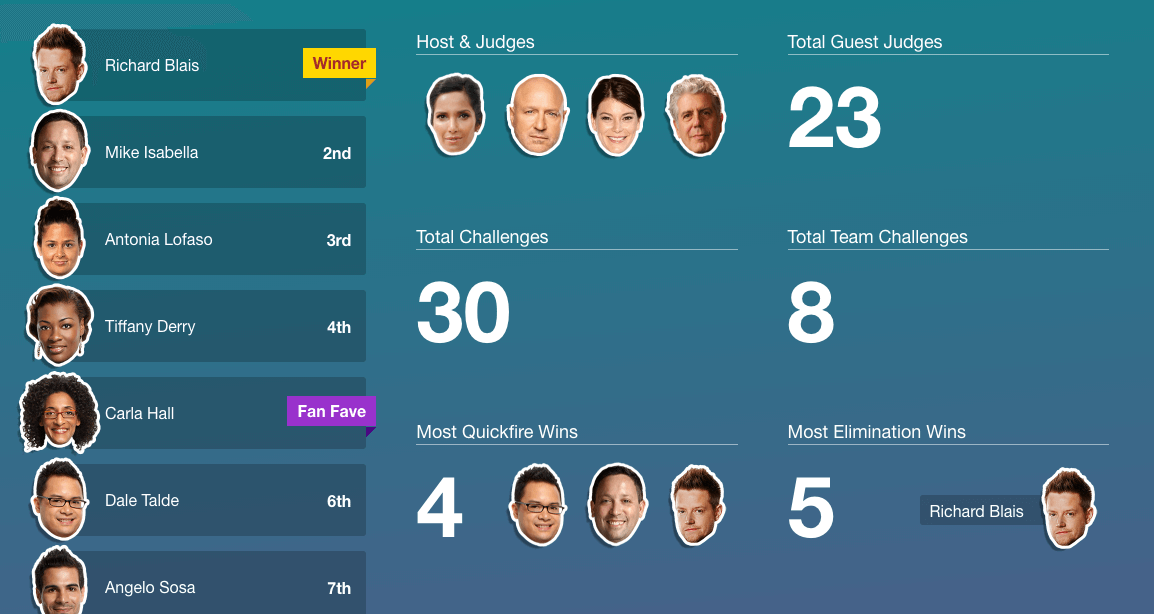 Richard Blais
Winner
Mike Isabella
2nd
Antonia Lofaso
3rd
Tiffany Derry
4th
Carla Hall
Fan Fave
Dale Talde
6th
Angelo Sosa
7th
Host & Judges
Total Guest Judges
23
Total Challenges
30
Total Team Challenges
8
Most Quickfire Wins
4
Most Elimination Wins
5
Richard Blais